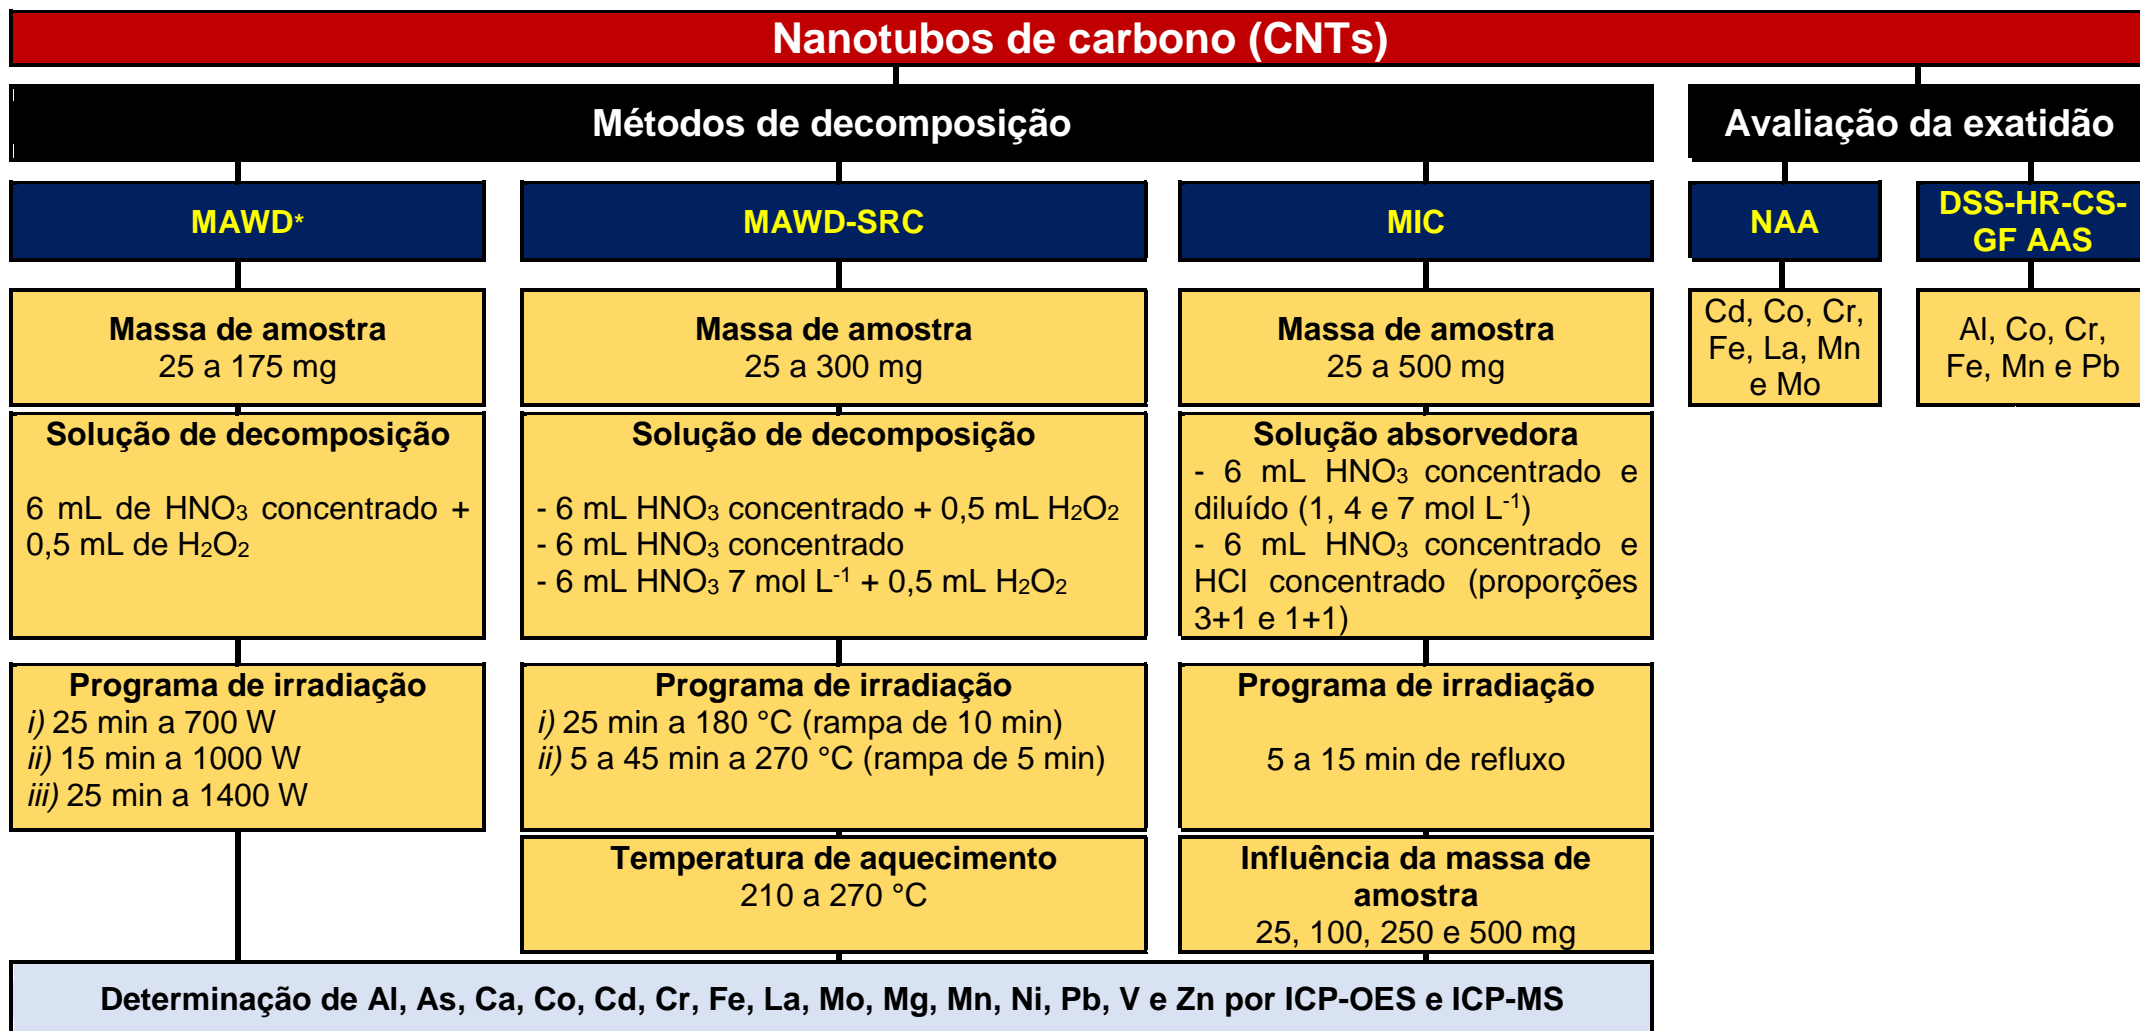 Nanotubos de carbono (CNTs)
Métodos de decomposição
Avaliação da exatidão
MAWD*
MAWD-SRC
MIC
NAA
DSS-HR-CS-
GF AAS
Massa de amostra
25 a 175 mg
Massa de amostra
25 a 300 mg
Massa de amostra
25 a 500 mg
Cd, Co, Cr,
Fe, La, Mn
e Mo
Al, Co, Cr,
Fe, Mn e Pb
Solução de decomposição
6 mL de HNO₃ concentrado +
0,5 mL de H₂O₂
Solução de decomposição
- 6 mL HNO₃ concentrado + 0,5 mL H₂O₂
- 6 mL HNO₃ concentrado
- 6 mL HNO₃ 7 mol L⁻¹ + 0,5 mL H₂O₂
Solução absorvedora
- 6 mL HNO₃ concentrado e
diluído (1, 4 e 7 mol L⁻¹)
- 6 mL HNO₃ concentrado e
HCl concentrado (proporções
3+1 e 1+1)
Programa de irradiação
i) 25 min a 700 W
ii) 15 min a 1000 W
iii) 25 min a 1400 W
Programa de irradiação
i) 25 min a 180 °C (rampa de 10 min)
ii) 5 a 45 min a 270 °C (rampa de 5 min)
Programa de irradiação
5 a 15 min de refluxo
Temperatura de aquecimento
210 a 270 °C
Influência da massa de
amostra
25, 100, 250 e 500 mg
Determinação de Al, As, Ca, Co, Cd, Cr, Fe, La, Mo, Mg, Mn, Ni, Pb, V e Zn por ICP-OES e ICP-MS